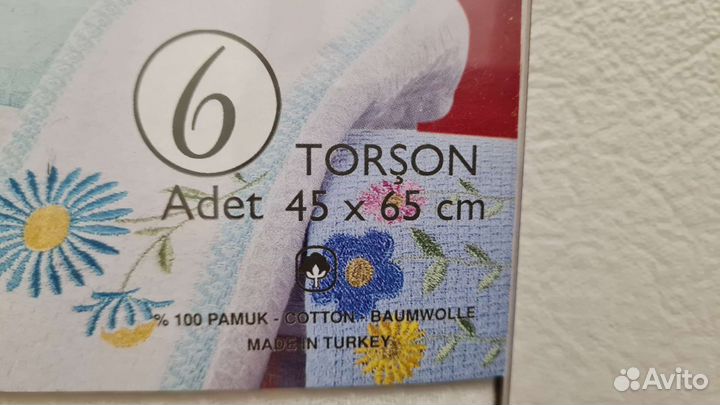 6
TORŞON
Adet 45 x 65 cm
% 100 PAMUK - COTTON - BAUMWOLLE
MADE IN TURKEY
Avito